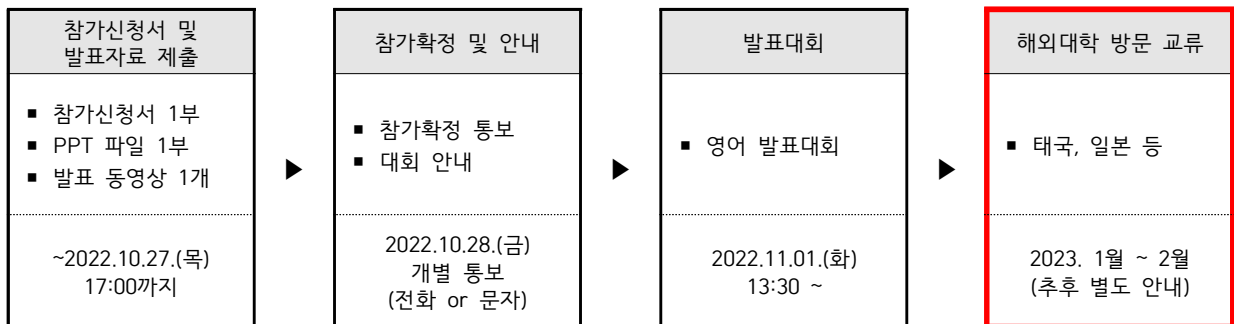 참가신청서 및
발표자료 제출
■ 참가신청서 1부
■ PPT 파일 1부
■ 발표 동영상 1개
~2022.10.27.(목)
17:00까지
▶
참가확정 및 안내
■ 참가확정 통보
■ 대회 안내
2022.10.28.(금)
개별 통보
(전화 or 문자)
▶
발표대회
■ 영어 발표대회
2022.11.01.(화)
13:30 ~
▶
해외대학 방문 교류
■ 태국, 일본 등
2023. 1월 ~ 2월
(추후 별도 안내)